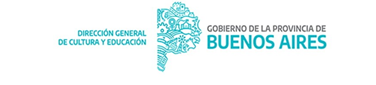 DIRECCIÓN GENERAL
DE CULTURA Y EDUCACIÓN
GOBIERNO DE LA PROVINCIA DE
BUENOS AIRES